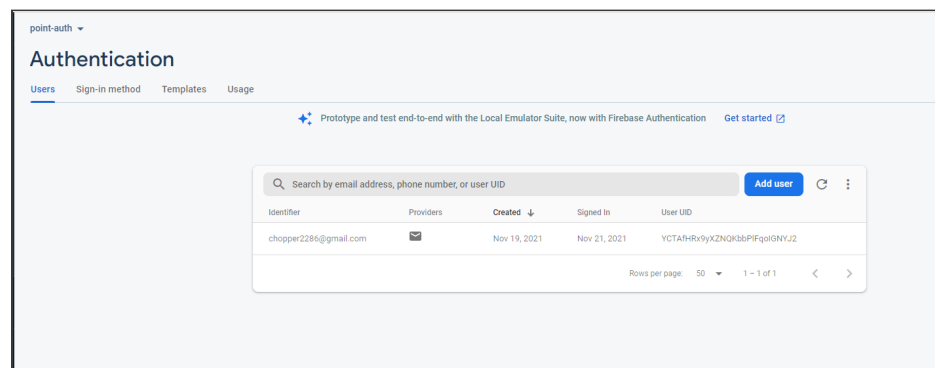 point-auth
Authentication
Users Sign-in method Templates Usage
Prototype and test end-to-end with the Local Emulator Suite, now with Firebase Authentication Get started
Search by email address, phone number, or user UID Add user
Identifier Providers Created Signed In User UID
chopper2286@gmail.com Nov 19, 2021 Nov 21, 2021 YCTAfHRx9yXZNQKbbPlFqoIGNYJ2
Rows per page: 50 1 – 1 of 1